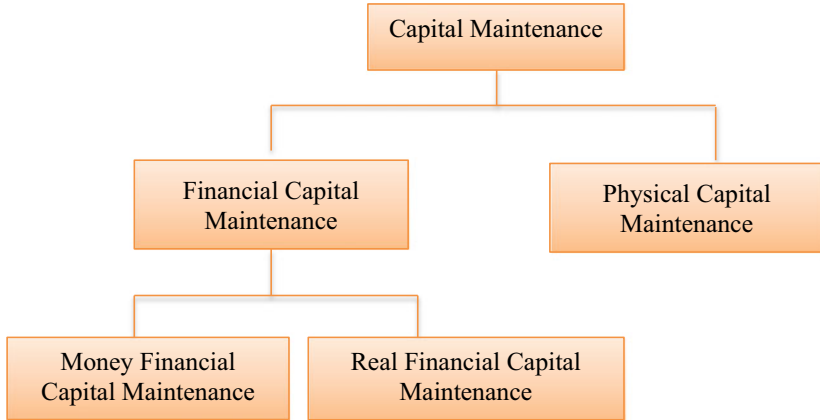 Capital Maintenance
Financial Capital
Maintenance
Physical Capital
Maintenance
Money Financial
Capital Maintenance
Real Financial Capital
Maintenance